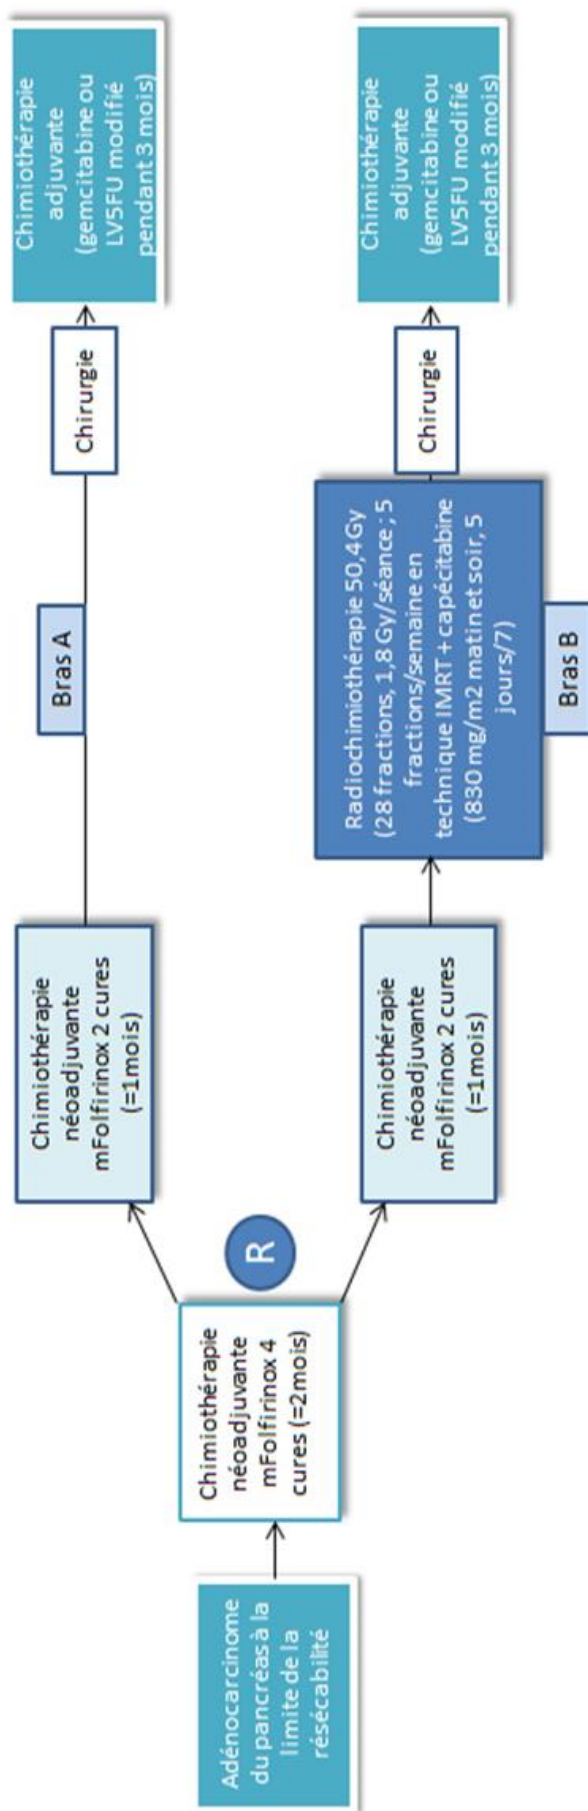 Adénocarcinome
du pancréas à la
limite de la
résécabilité
Chimiothérapie
néoadjuvante
mFolfirinox 4
cures (=2mois)
R
Chimiothérapie
néoadjuvante
mFolfirinox 2 cures
(=1mois)
Bras A
Chirurgie
Chimiothérapie
adjuvante
(gemcitabine ou
LV5FU modifié
pendant 3 mois)
Chimiothérapie
néoadjuvante
mFolfirinox 2 cures
(=1mois)
Radiochimiothérapie 50,4Gy
(28 fractions, 1,8 Gy/séance ; 5
fractions/semaine en
technique IMRT + capécitabine
(830 mg/m2 matin et soir, 5
jours/7)
Bras B
Chirurgie
Chimiothérapie
adjuvante
(gemcitabine ou
LV5FU modifié
pendant 3 mois)